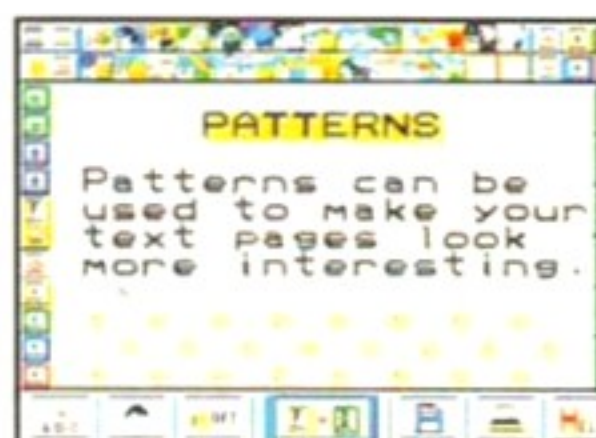 PATTERNS
Patterns can be
used to make your
text pages look
more interesting.